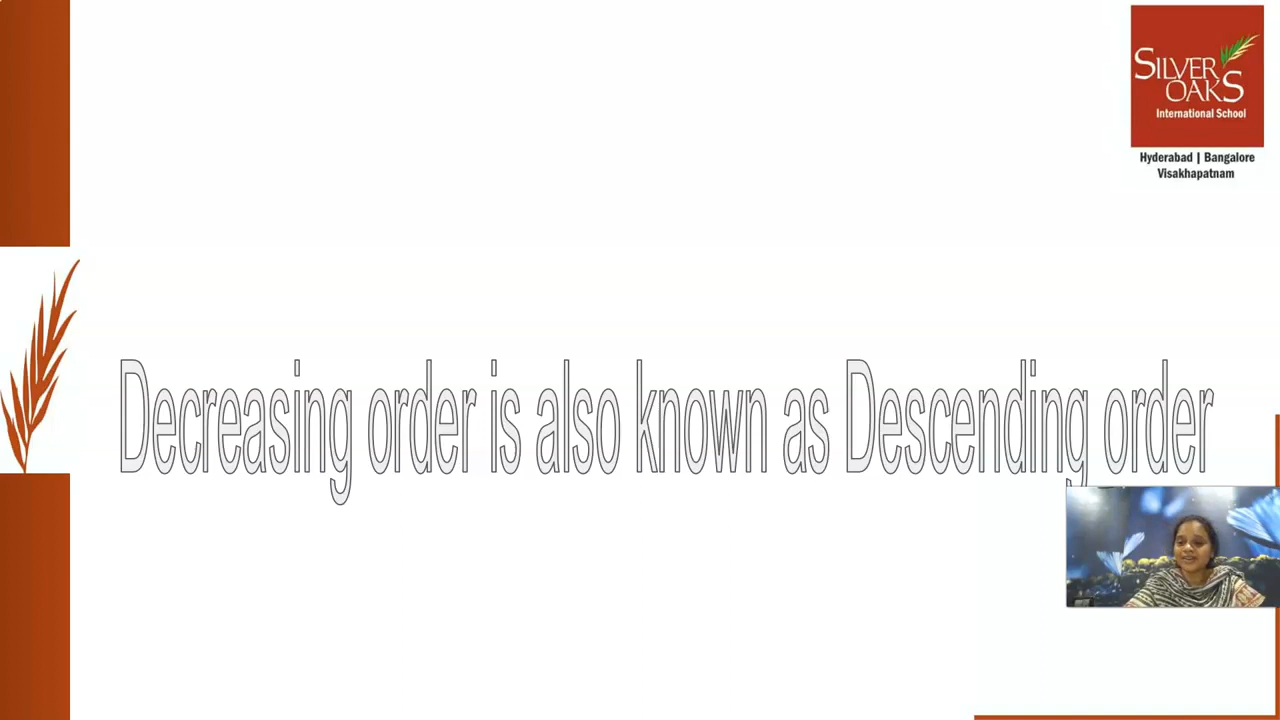 SILVER
OAKS
International School
Hyderabad | Bangalore
Visakhapatnam
Decreasing order is also known as Descending order